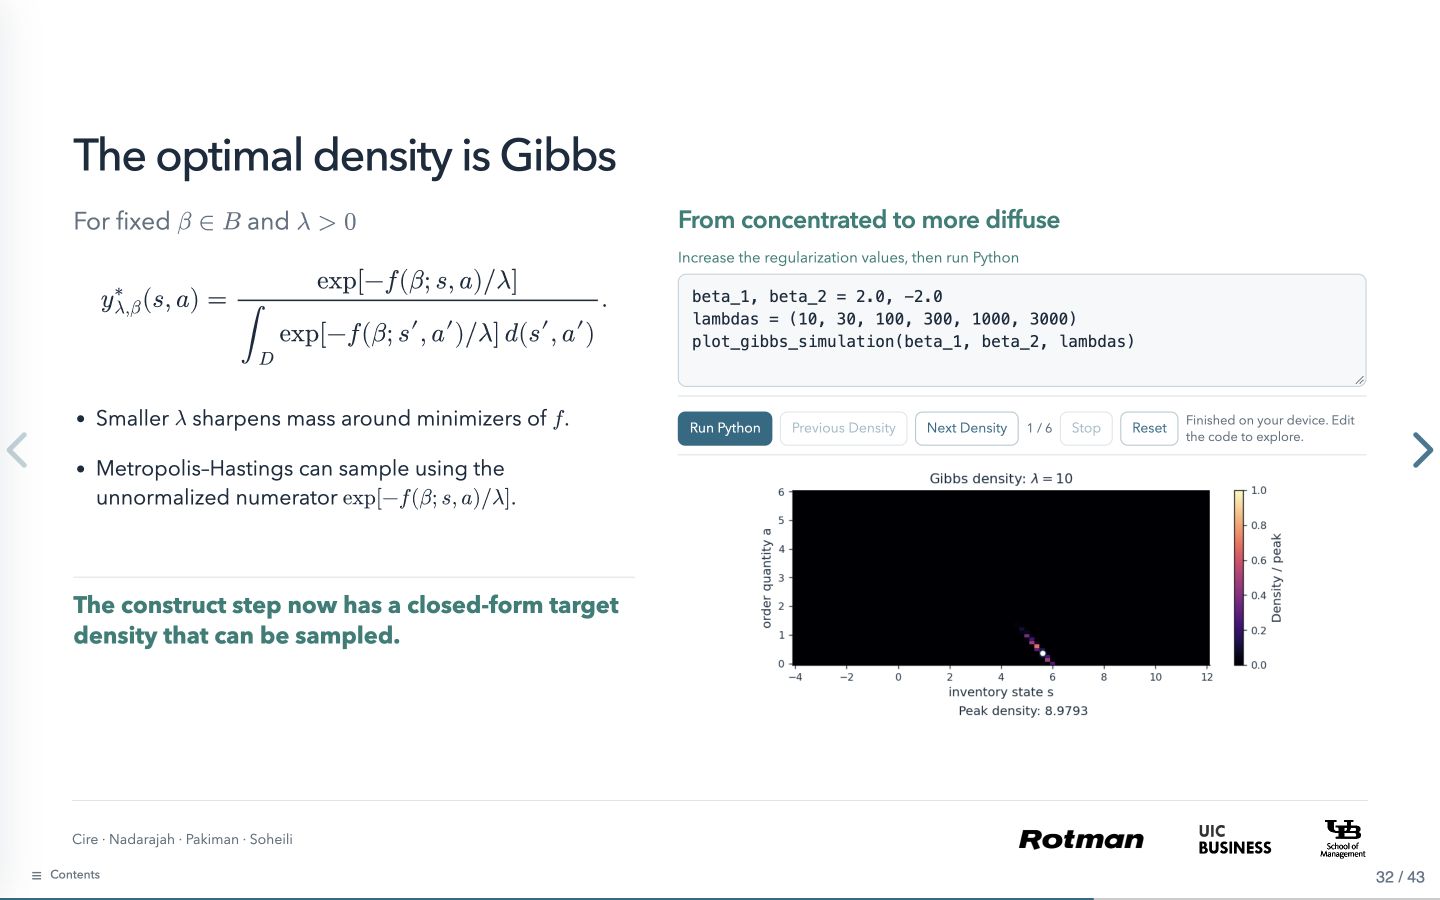 The optimal density is Gibbs
For fixed β ∈ B and λ > 0
y*_{λ,β}(s, a) = exp[−f(β; s, a)/λ] / ∫_D exp[−f(β; s′, a′)/λ] d(s′, a′).
• Smaller λ sharpens mass around minimizers of f.
• Metropolis–Hastings can sample using the
unnormalized numerator exp[−f(β; s, a)/λ].
The construct step now has a closed-form target
density that can be sampled.
From concentrated to more diffuse
Increase the regularization values, then run Python
beta_1, beta_2 = 2.0, -2.0
lambdas = (10, 30, 100, 300, 1000, 3000)
plot_gibbs_simulation(beta_1, beta_2, lambdas)
Run Python Previous Density Next Density 1 / 6 Stop Reset Finished on your device. Edit
the code to explore.
Gibbs density: λ = 10
6
5
4
3
2
1
0
order quantity a
−4 −2 0 2 4 6 8 10 12
inventory state s
Peak density: 8.9793
1.0
0.8
0.6
0.4
0.2
0.0
Density / peak
Cire · Nadarajah · Pakiman · Soheili
Rotman
UIC
BUSINESS
UB
School of
Management
≡ Contents
32 / 43